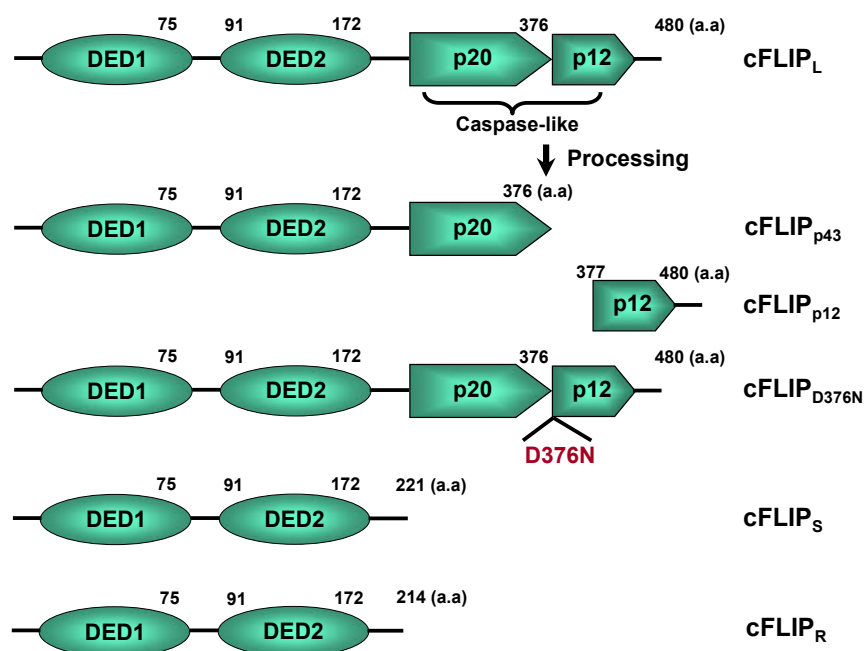 75 91 172 376 480 (a.a)
DED1 DED2 p20 p12 cFLIPL
Caspase-like
Processing
75 91 172 376 (a.a)
DED1 DED2 p20 cFLIPp43
377 480 (a.a)
p12 cFLIPp12
75 91 172 376 480 (a.a)
DED1 DED2 p20 p12 cFLIPD376N
D376N
75 91 172 221 (a.a)
DED1 DED2 cFLIPS
75 91 172 214 (a.a)
DED1 DED2 cFLIPR